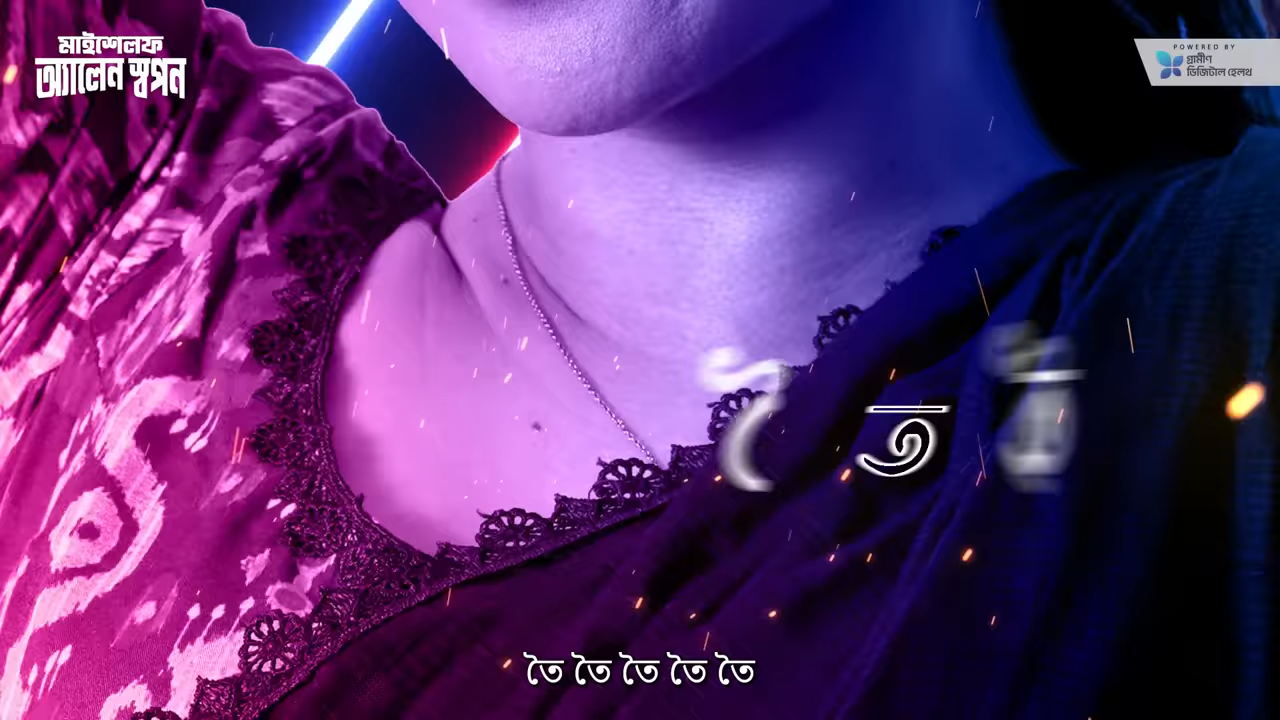 মাইশেলফ
অ্যালেন স্বপন
POWERED BY
গ্রামীণ
ডিজিটাল হেলথ
তৈ তৈ তৈ তৈ তৈ